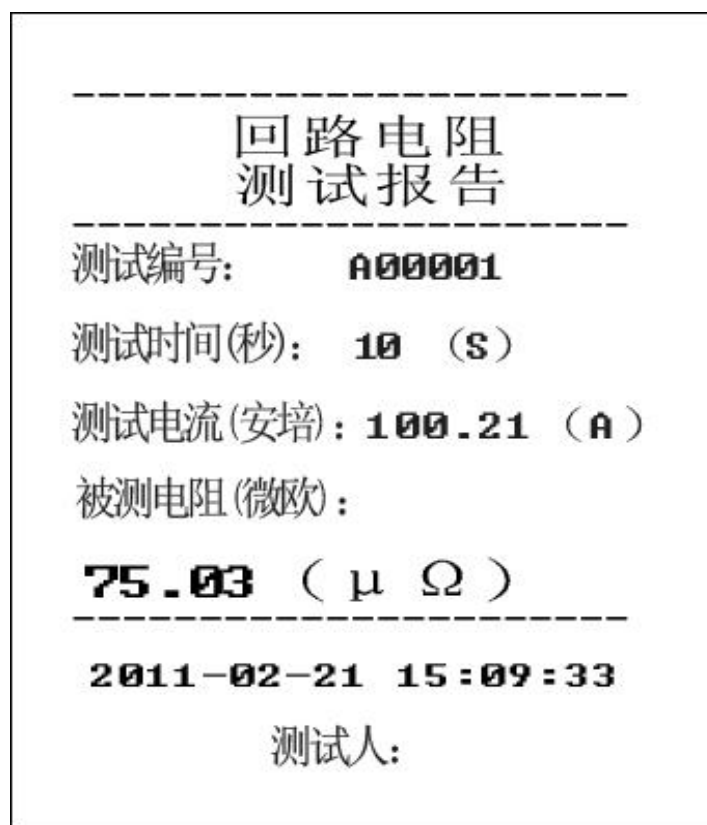 回路电阻
测试报告
测试编号: A00001
测试时间(秒): 10 (S)
测试电流(安培): 100.21 (A)
被测电阻(微欧):
75.03 (μ Ω)
2011-02-21 15:09:33
测试人: